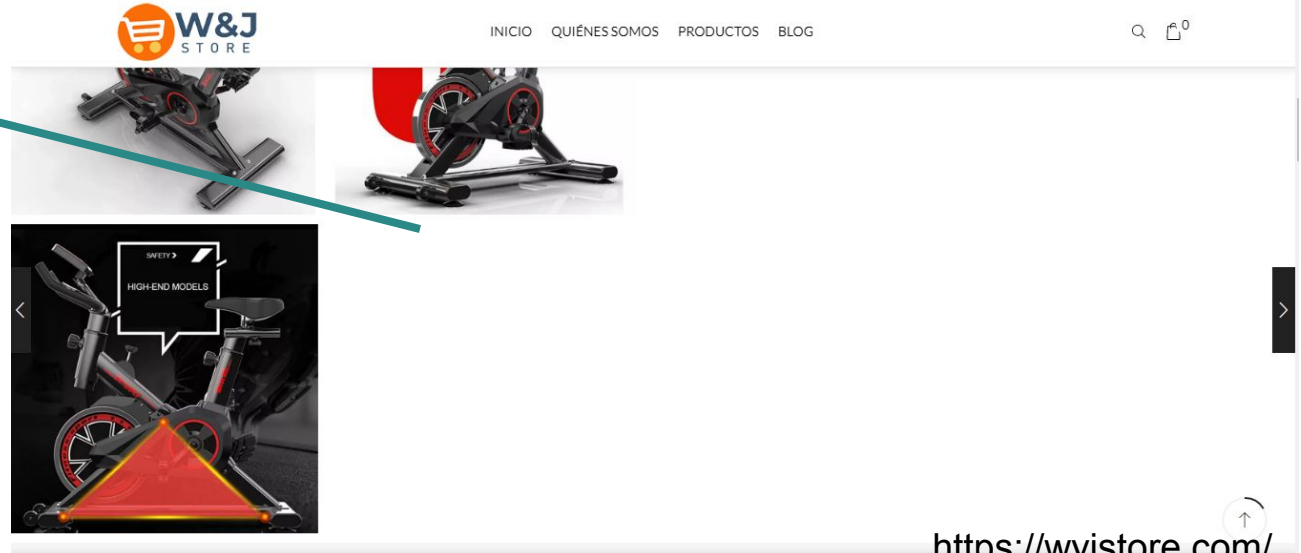 W&J
STORE
INICIO QUIÉNES SOMOS PRODUCTOS BLOG
0
SAFETY >
HIGH-END MODELS
https://wyjstore.com/